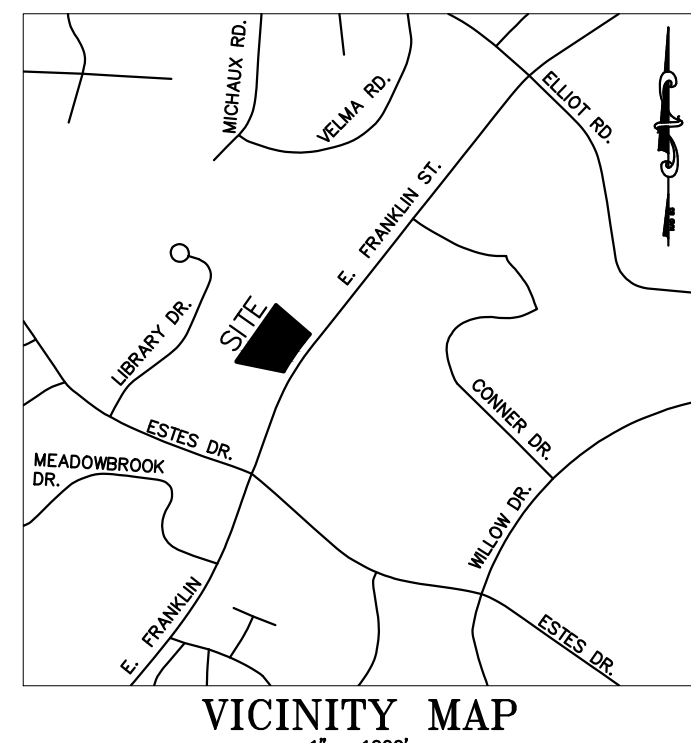 MICHAUX RD.
VELMA RD.
ELLIOT RD.
E. FRANKLIN ST.
LIBRARY DR.
SITE
ESTES DR.
MEADOWBROOK
DR.
CONNER DR.
WILLOW DR.
E. FRANKLIN
ESTES DR.
VICINITY MAP